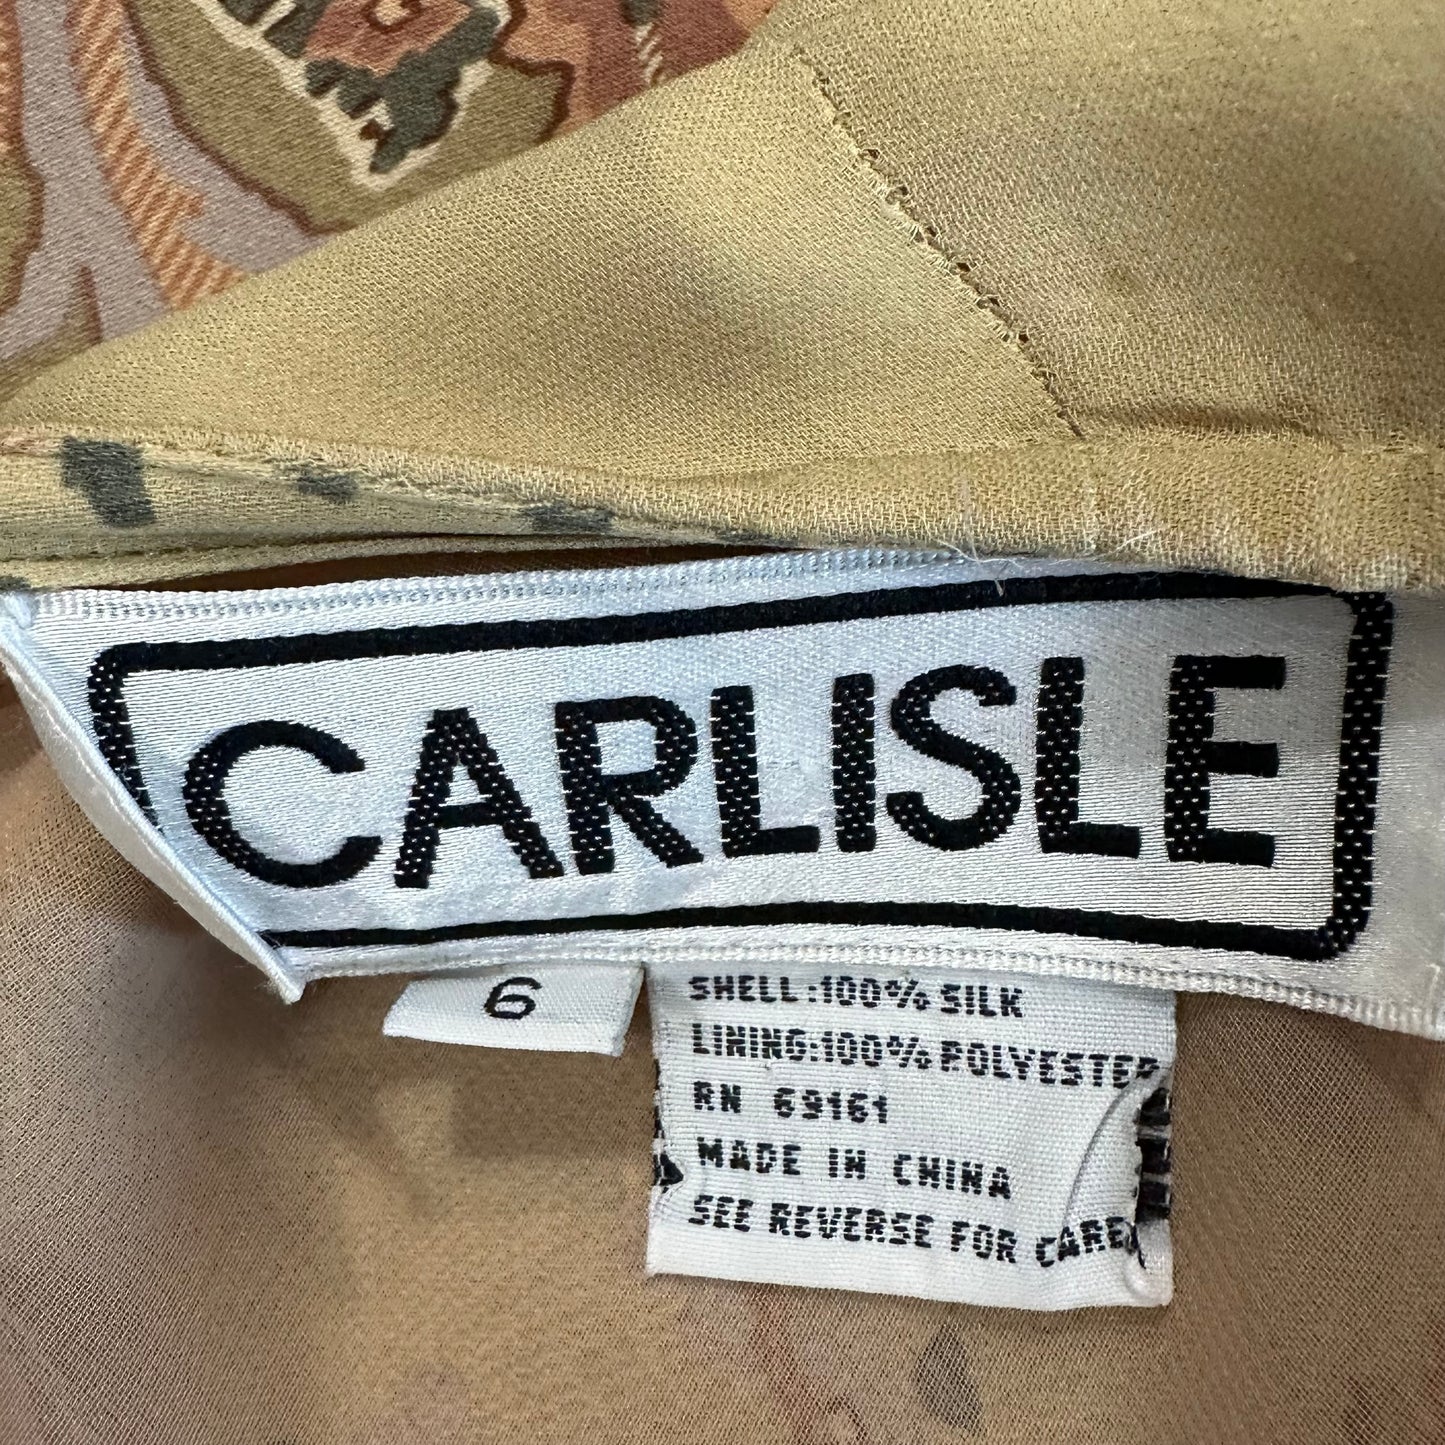 CARLISLE
6
SHELL:100% SILK
LINING:100% POLYESTER
RN 69161
MADE IN CHINA
SEE REVERSE FOR CARE